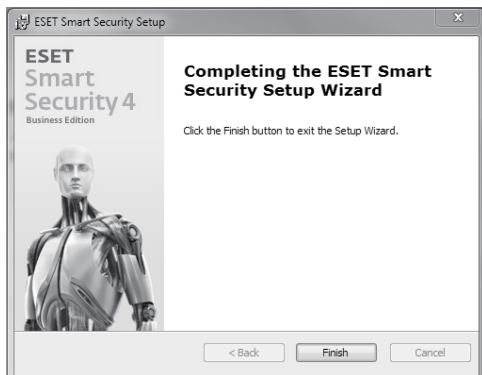 ESET Smart Security Setup
X
ESET
Smart
Security 4
Business Edition
Completing the ESET Smart
Security Setup Wizard
Click the Finish button to exit the Setup Wizard.
< Back
Finish
Cancel